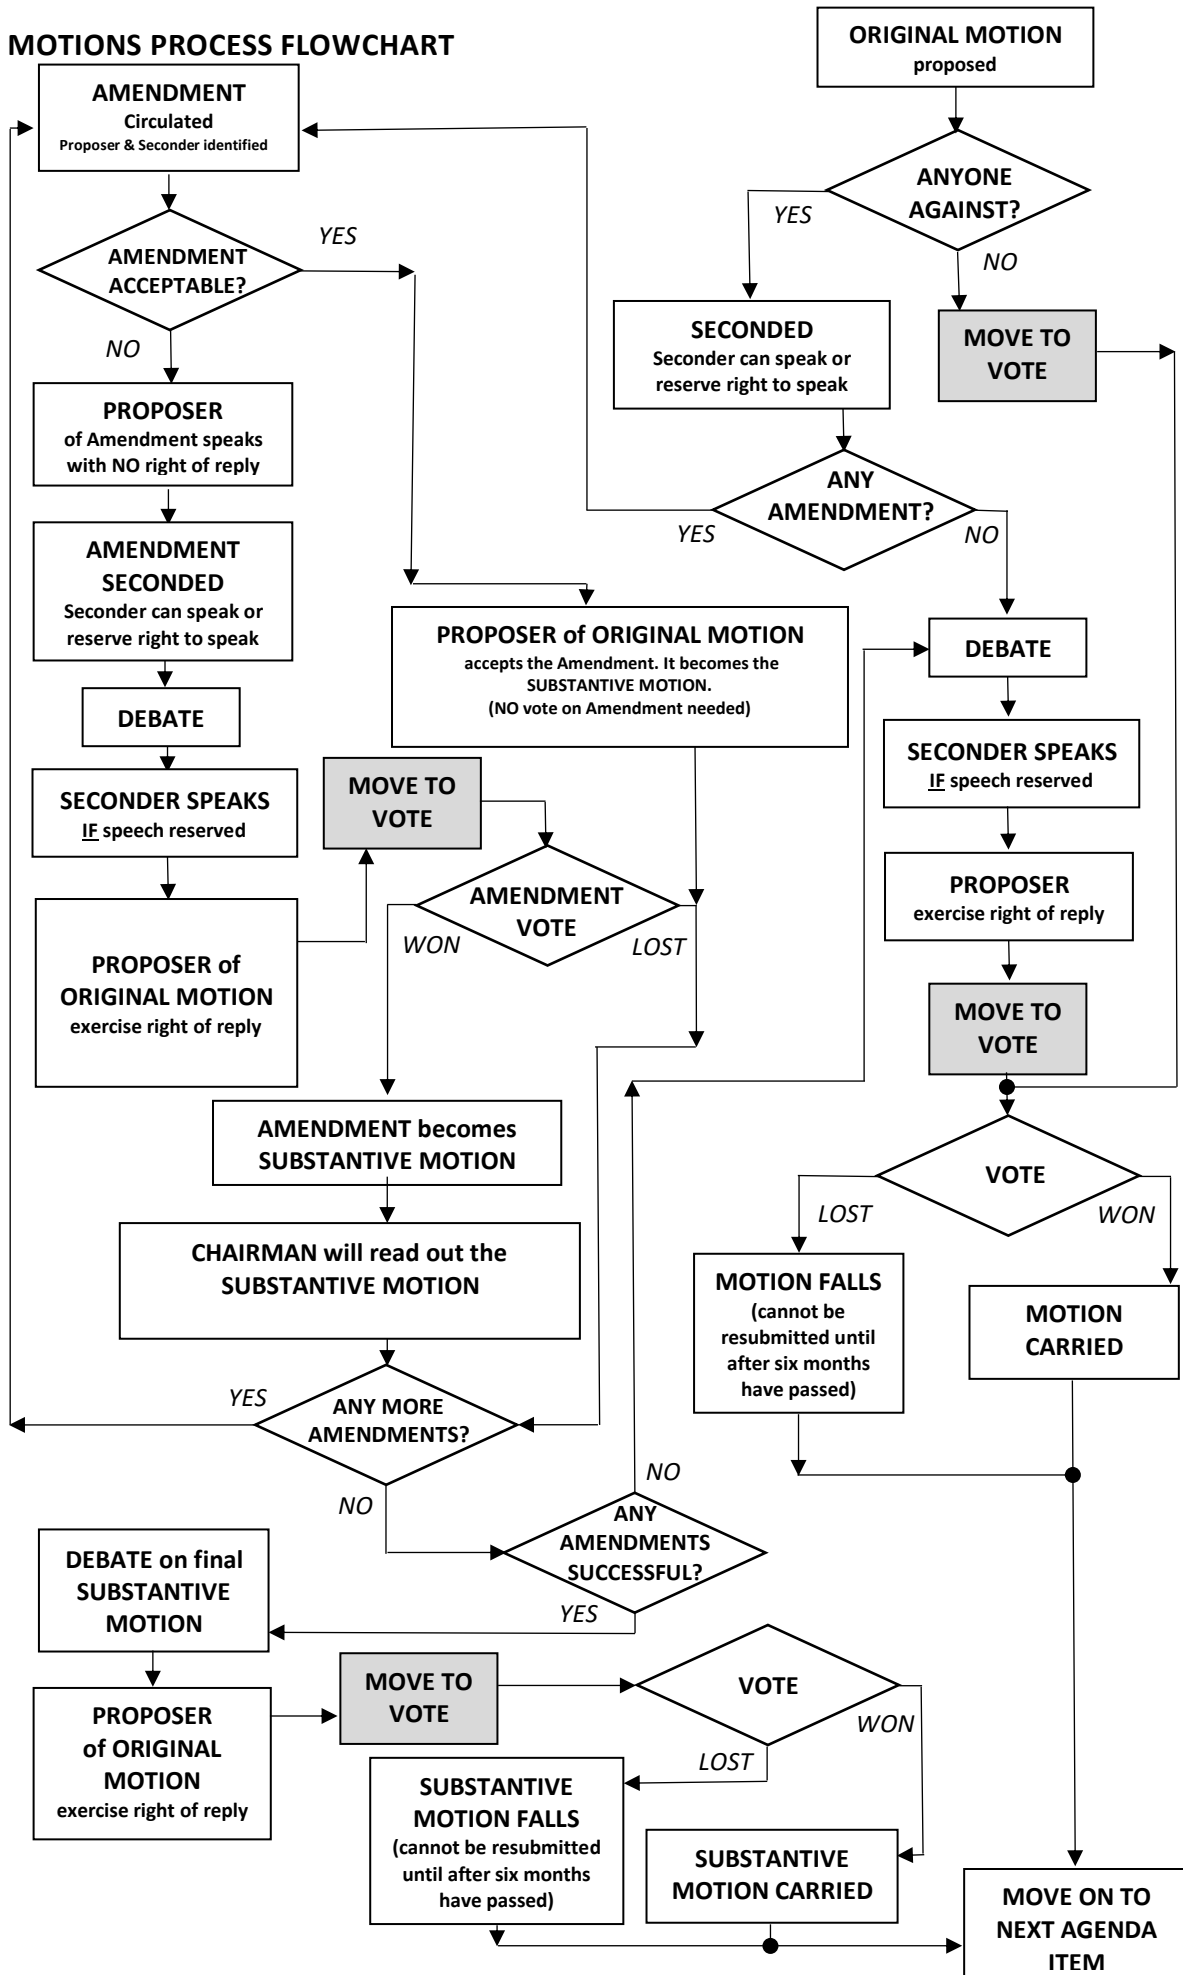 MOTIONS PROCESS FLOWCHART
ORIGINAL MOTION
proposed
AMENDMENT
Circulated
Proposer & Seconder identified
ANYONE
AGAINST?
YES
NO
AMENDMENT
ACCEPTABLE?
YES
NO
SECONDED
Seconder can speak or
reserve right to speak
MOVE TO
VOTE
PROPOSER
of Amendment speaks
with NO right of reply
ANY
AMENDMENT?
YES
NO
AMENDMENT
SECONDED
Seconder can speak or
reserve right to speak
PROPOSER of ORIGINAL MOTION
accepts the Amendment. It becomes the
SUBSTANTIVE MOTION.
(NO vote on Amendment needed)
DEBATE
DEBATE
SECONDER SPEAKS
IF speech reserved
MOVE TO
VOTE
SECONDER SPEAKS
IF speech reserved
AMENDMENT
VOTE
WON
LOST
PROPOSER
exercise right of reply
PROPOSER of
ORIGINAL MOTION
exercise right of reply
MOVE TO
VOTE
AMENDMENT becomes
SUBSTANTIVE MOTION
VOTE
LOST
WON
CHAIRMAN will read out the
SUBSTANTIVE MOTION
MOTION FALLS
(cannot be
resubmitted until
after six months
have passed)
MOTION
CARRIED
ANY MORE
AMENDMENTS?
YES
NO
ANY
AMENDMENTS
SUCCESSFUL?
NO
YES
DEBATE on final
SUBSTANTIVE
MOTION
PROPOSER
of ORIGINAL
MOTION
exercise right of reply
MOVE TO
VOTE
VOTE
WON
LOST
SUBSTANTIVE
MOTION FALLS
(cannot be resubmitted
until after six months
have passed)
SUBSTANTIVE
MOTION CARRIED
MOVE ON TO
NEXT AGENDA
ITEM